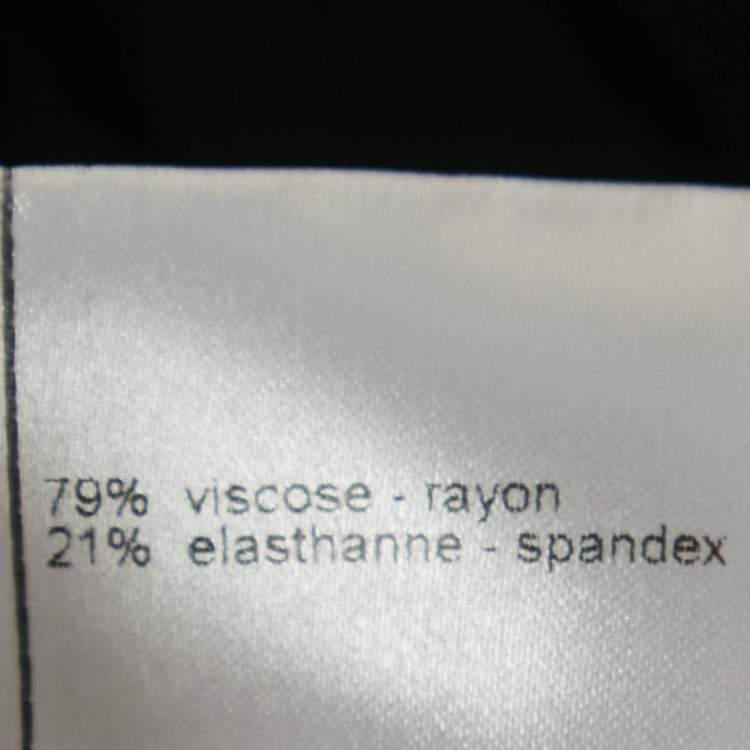 79% viscose - rayon
21% elasthanne - spandex